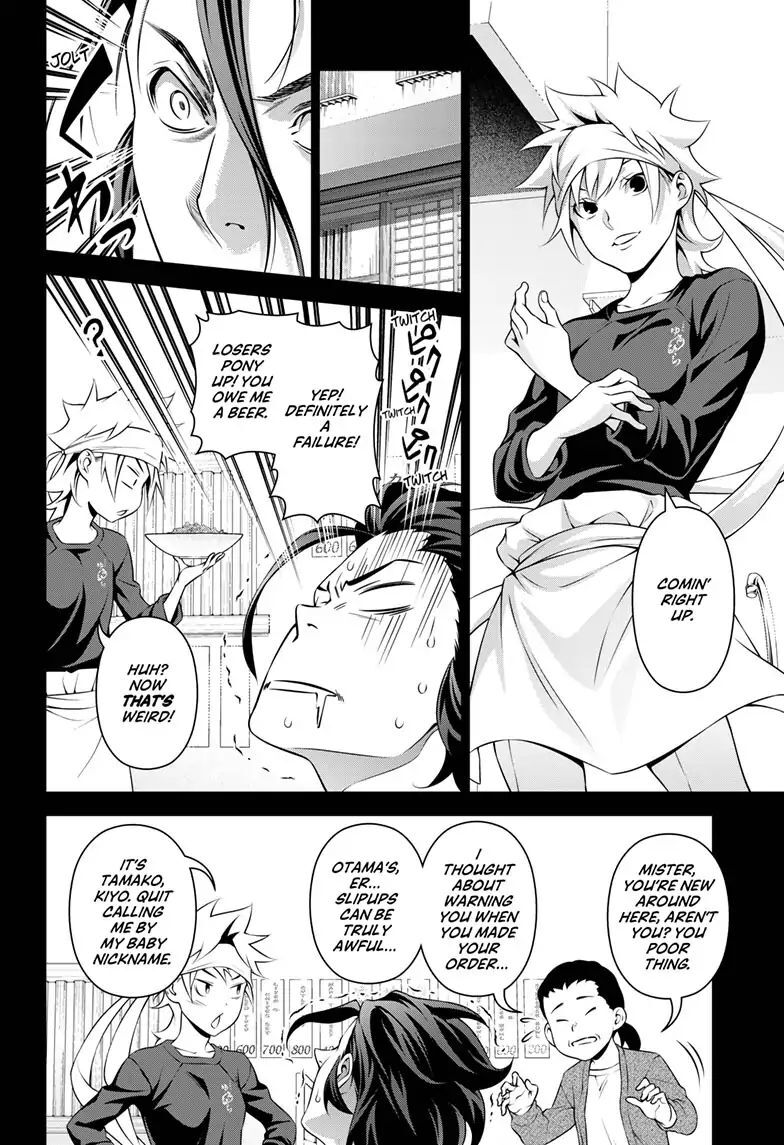 COMIN'
RIGHT
UP.
JOLT
TWITCH
TWITCH
TWITCH
YEP!
DEFINITELY
A
FAILURE!
LOSERS
PONY
UP! YOU
OWE ME
A BEER.
?
600
HUH?
NOW
THAT'S
WEIRD!
MISTER,
YOU'RE NEW
AROUND
HERE, AREN'T
YOU? YOU
POOR
THING.
I
THOUGHT
ABOUT
WARNING
YOU WHEN
YOU MADE
YOUR
ORDER...
OTAMA'S,
ER...
SLIPUPS
CAN BE
TRULY
AWFUL...
IT'S
TAMAKO,
KIYO. QUIT
CALLING
ME BY
MY BABY
NICKNAME.
600 700 800